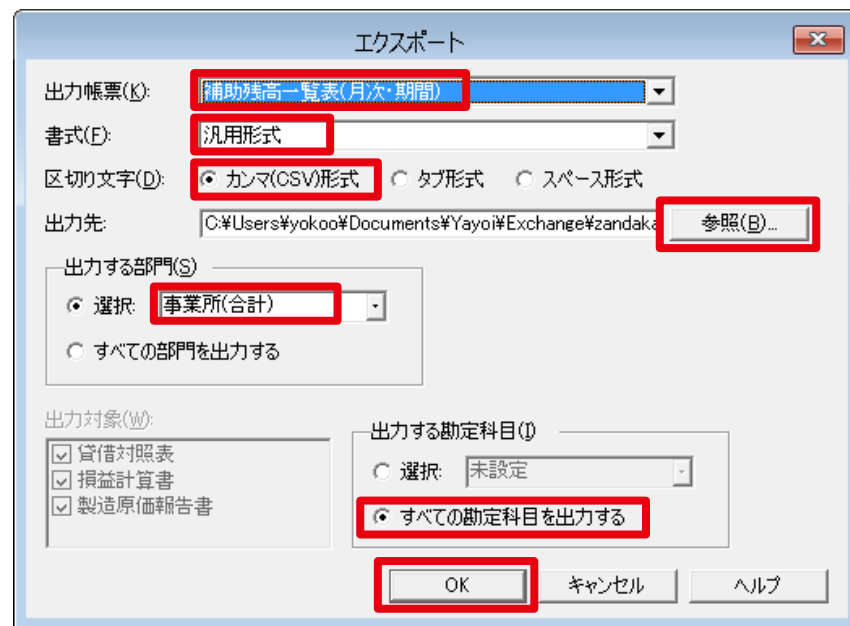 エクスポート
出力帳票(K): 補助残高一覧表(月次・期間)
書式(F): 汎用形式
区切り文字(D): カンマ(CSV)形式 タブ形式 スペース形式
出力先: C:¥Users¥yokoo¥Documents¥Yayoi¥Exchange¥zandaka 参照(B)...
出力する部門(S)
選択: 事業所(合計)
すべての部門を出力する
出力対象(W):
貸借対照表
損益計算書
製造原価報告書
出力する勘定科目(I)
選択: 未設定
すべての勘定科目を出力する
OK キャンセル ヘルプ